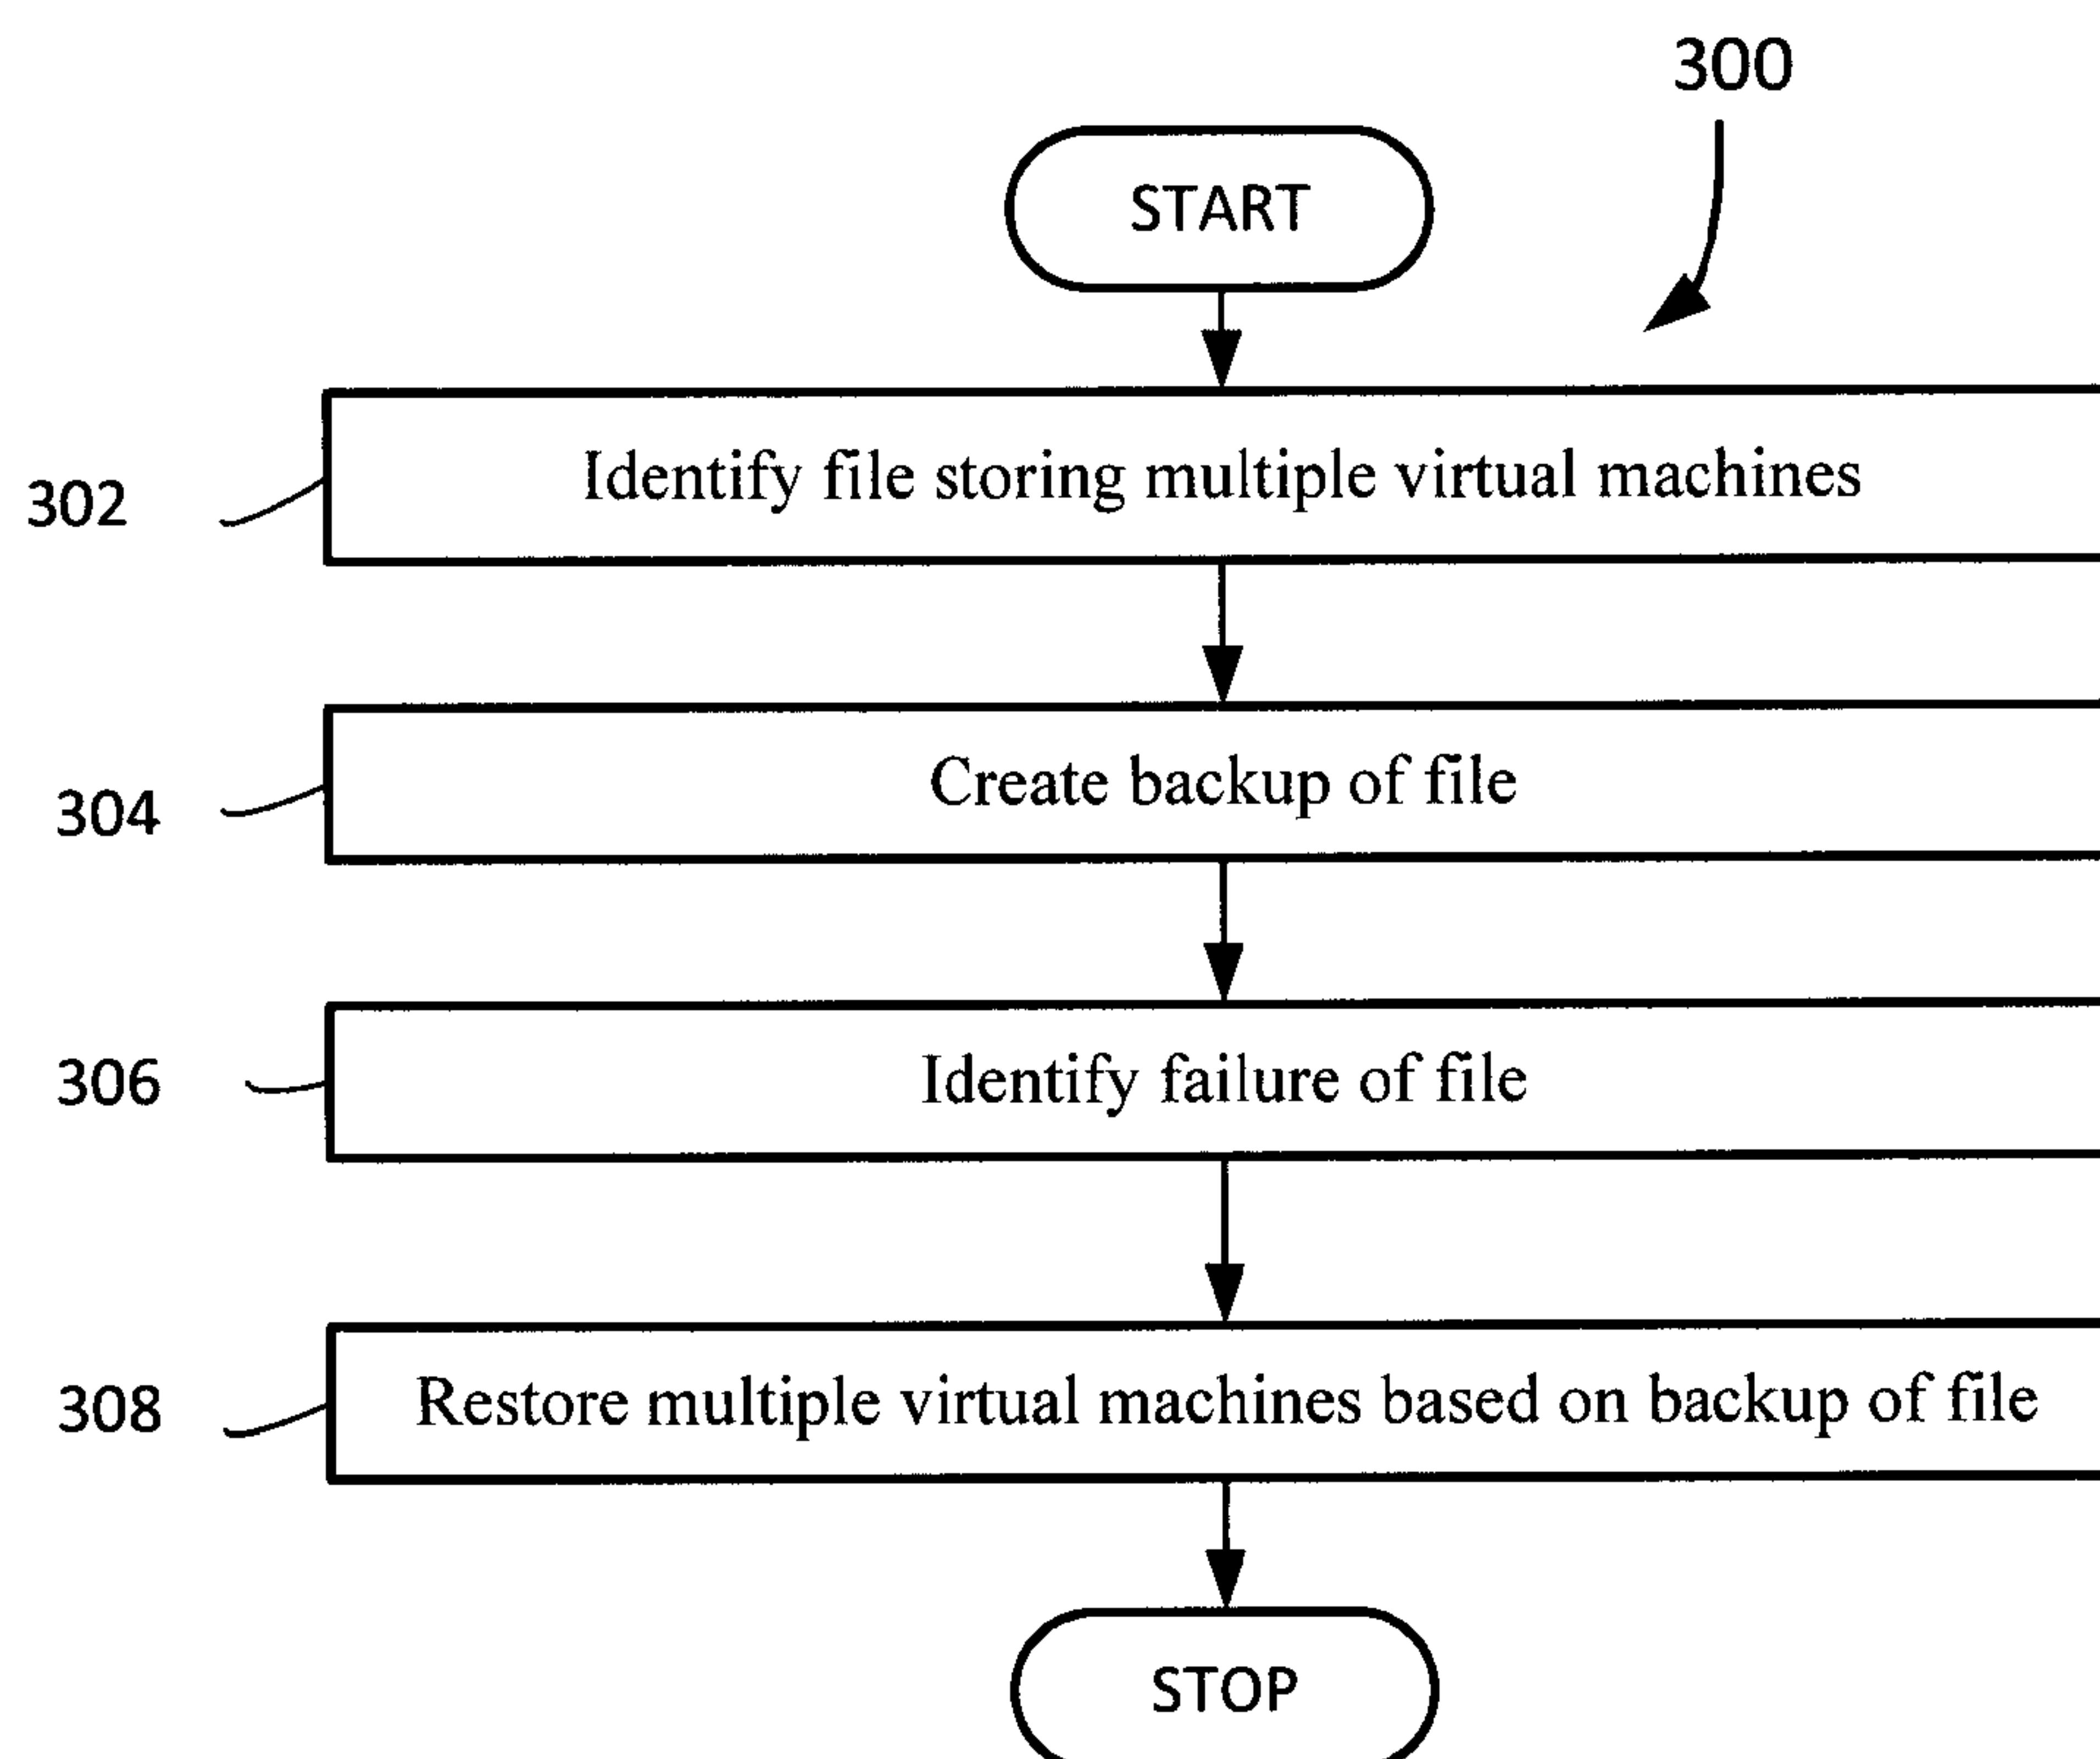 300
START
302
Identify file storing multiple virtual machines
304
Create backup of file
306
Identify failure of file
308
Restore multiple virtual machines based on backup of file
STOP